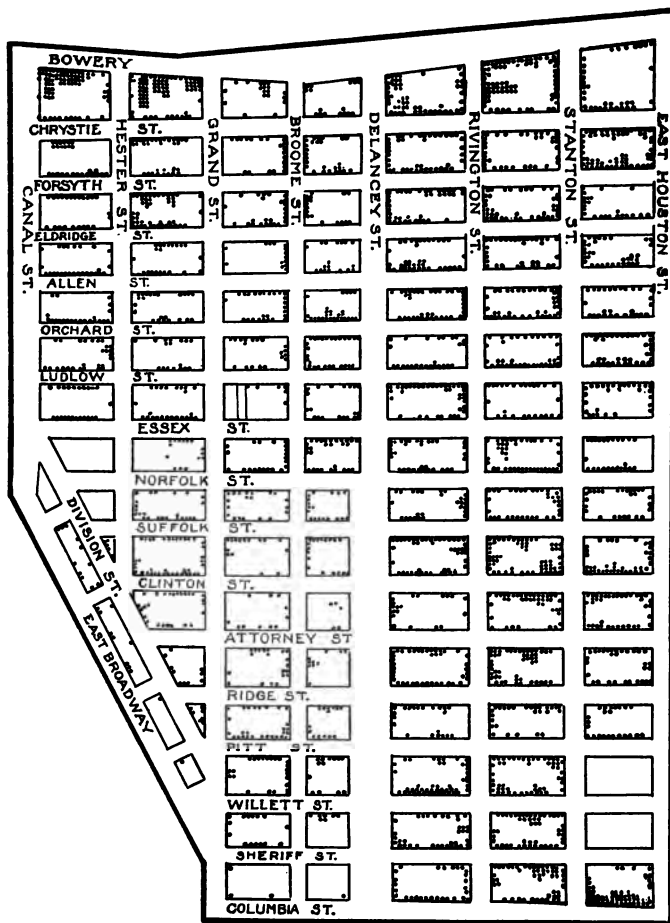 BOWERY
CHRYSTIE ST.
FORSYTH ST.
ELDRIDGE ST.
ALLEN ST.
ORCHARD ST.
LUDLOW ST.
ESSEX ST.
NORFOLK ST.
SUFFOLK ST.
CLINTON ST.
ATTORNEY ST
RIDGE ST.
PITT ST.
WILLETT ST.
SHERIFF ST.
COLUMBIA ST.
CANAL ST.
HESTER ST.
GRAND ST.
BROOME ST.
DELANCEY ST.
RIVINGTON ST.
STANTON ST.
EAST HOUSTON ST.
DIVISION ST.
EAST BROADWAY